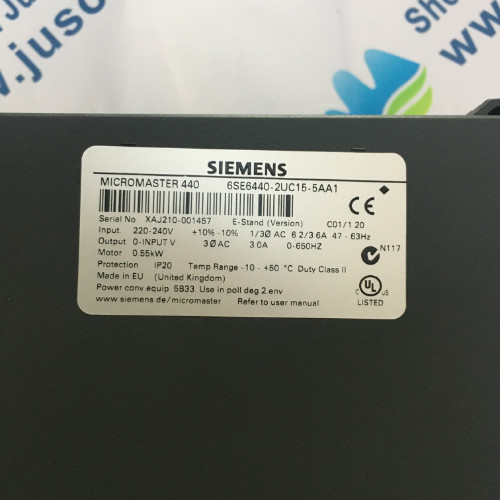 www.juso
Shu
w
SIEMENS
MICROMASTER 440 6SE6440-2UC15-5AA1
Serial No XAJ210-001457 E-Stand (Version) C01/1.20
Input 220-240V +10% -10% 1/3Ø AC 6.2/3.6A 47 - 63Hz
Output 0-INPUT V 3Ø AC 3.0A 0-650HZ
Motor 0.55kW
Protection IP20 Temp Range -10 - +50 °C Duty Class II
Made in EU (United Kingdom)
Power conv equip 5B33 Use in poll deg.2.env
www.siemens.de/micromaster Refer to user manual
CE
N117
C UL US
LISTED